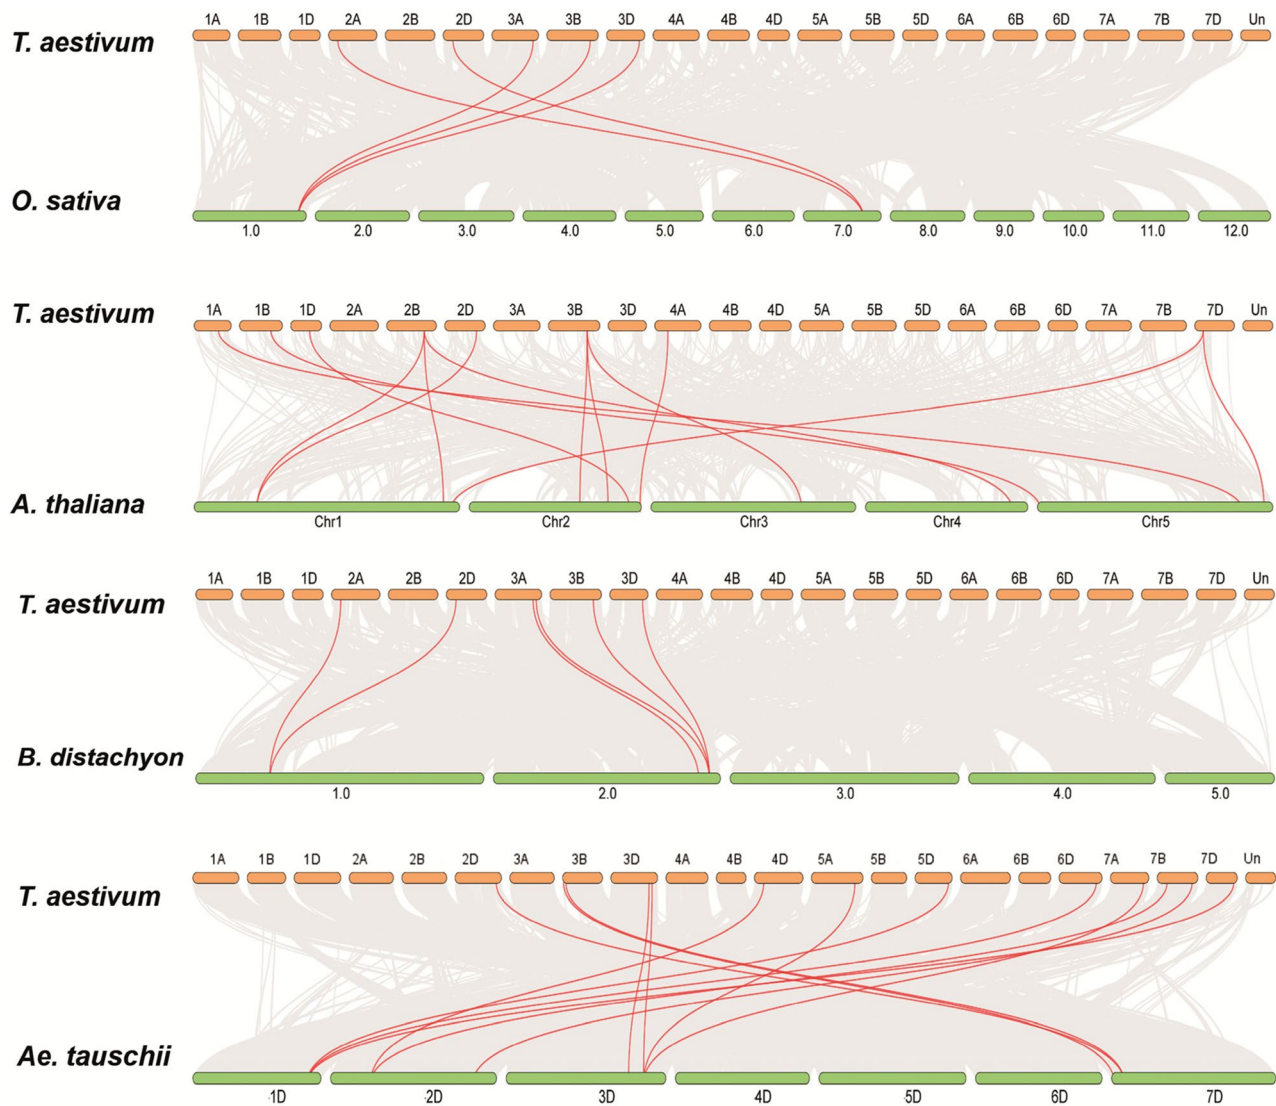 1A 1B 1D 2A 2B 2D 3A 3B 3D 4A 4B 4D 5A 5B 5D 6A 6B 6D 7A 7B 7D Un
T. aestivum
O. sativa
1.0 2.0 3.0 4.0 5.0 6.0 7.0 8.0 9.0 10.0 11.0 12.0
1A 1B 1D 2A 2B 2D 3A 3B 3D 4A 4B 4D 5A 5B 5D 6A 6B 6D 7A 7B 7D Un
T. aestivum
A. thaliana
Chr1 Chr2 Chr3 Chr4 Chr5
1A 1B 1D 2A 2B 2D 3A 3B 3D 4A 4B 4D 5A 5B 5D 6A 6B 6D 7A 7B 7D Un
T. aestivum
B. distachyon
1.0 2.0 3.0 4.0 5.0
1A 1B 1D 2A 2B 2D 3A 3B 3D 4A 4B 4D 5A 5B 5D 6A 6B 6D 7A 7B 7D Un
T. aestivum
Ae. tauschii
1D 2D 3D 4D 5D 6D 7D